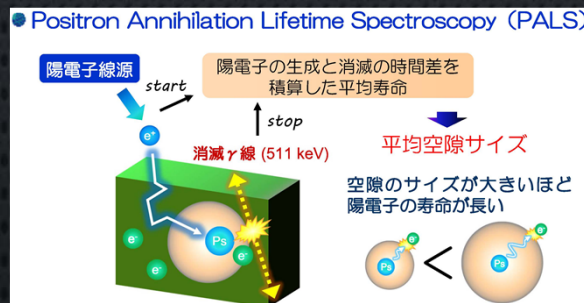 Positron Annihilation Lifetime Spectroscopy (PALS)
陽電子線源
start
陽電子の生成と消滅の時間差を
積算した平均寿命
stop
e⁺
消滅γ線 (511 keV)
平均空隙サイズ
空隙のサイズが大きいほど
陽電子の寿命が長い
Ps
e⁻
e⁻
e⁻
Ps
e⁻
<
Ps
e⁻